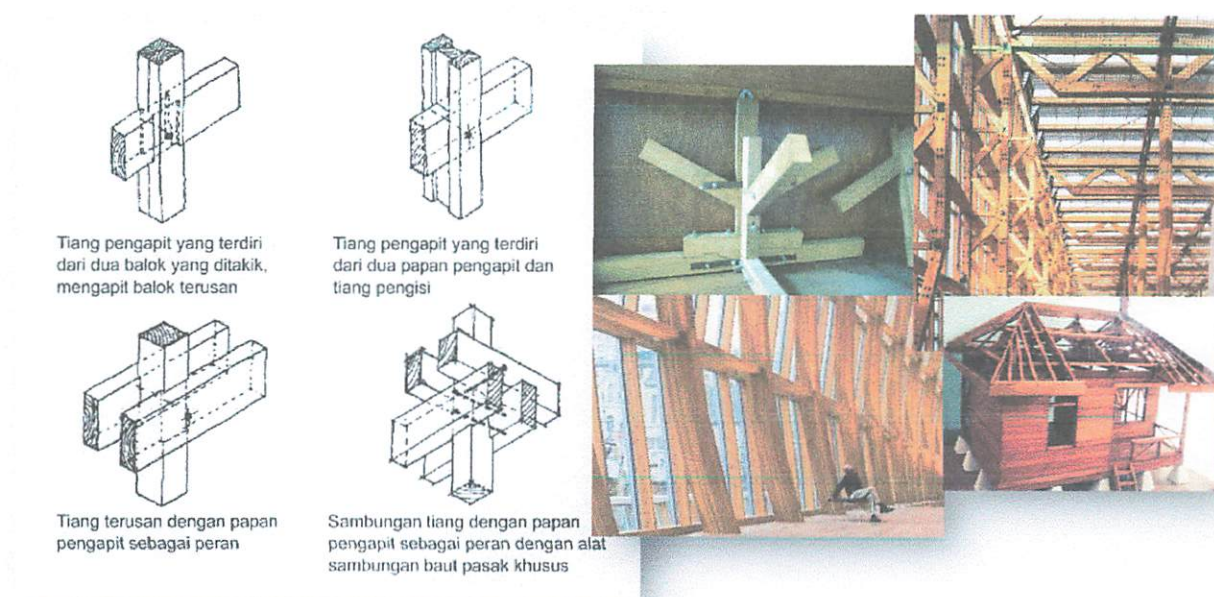 Tiang pengapit yang terdiri
dari dua balok yang ditakik,
mengapit balok terusan
Tiang pengapit yang terdiri
dari dua papan pengapit dan
tiang pengisi
Tiang terusan dengan papan
pengapit sebagai peran
Sambungan tiang dengan papan
pengapit sebagai peran dengan alat
sambungan baut pasak khusus